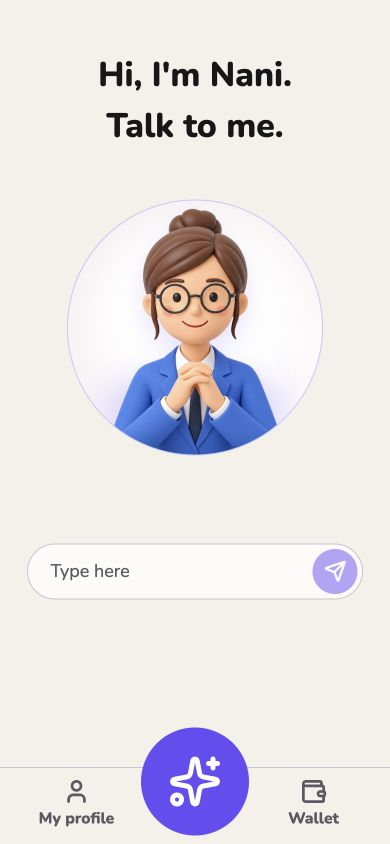 Hi, I'm Nani.
Talk to me.
Type here
My profile
Wallet